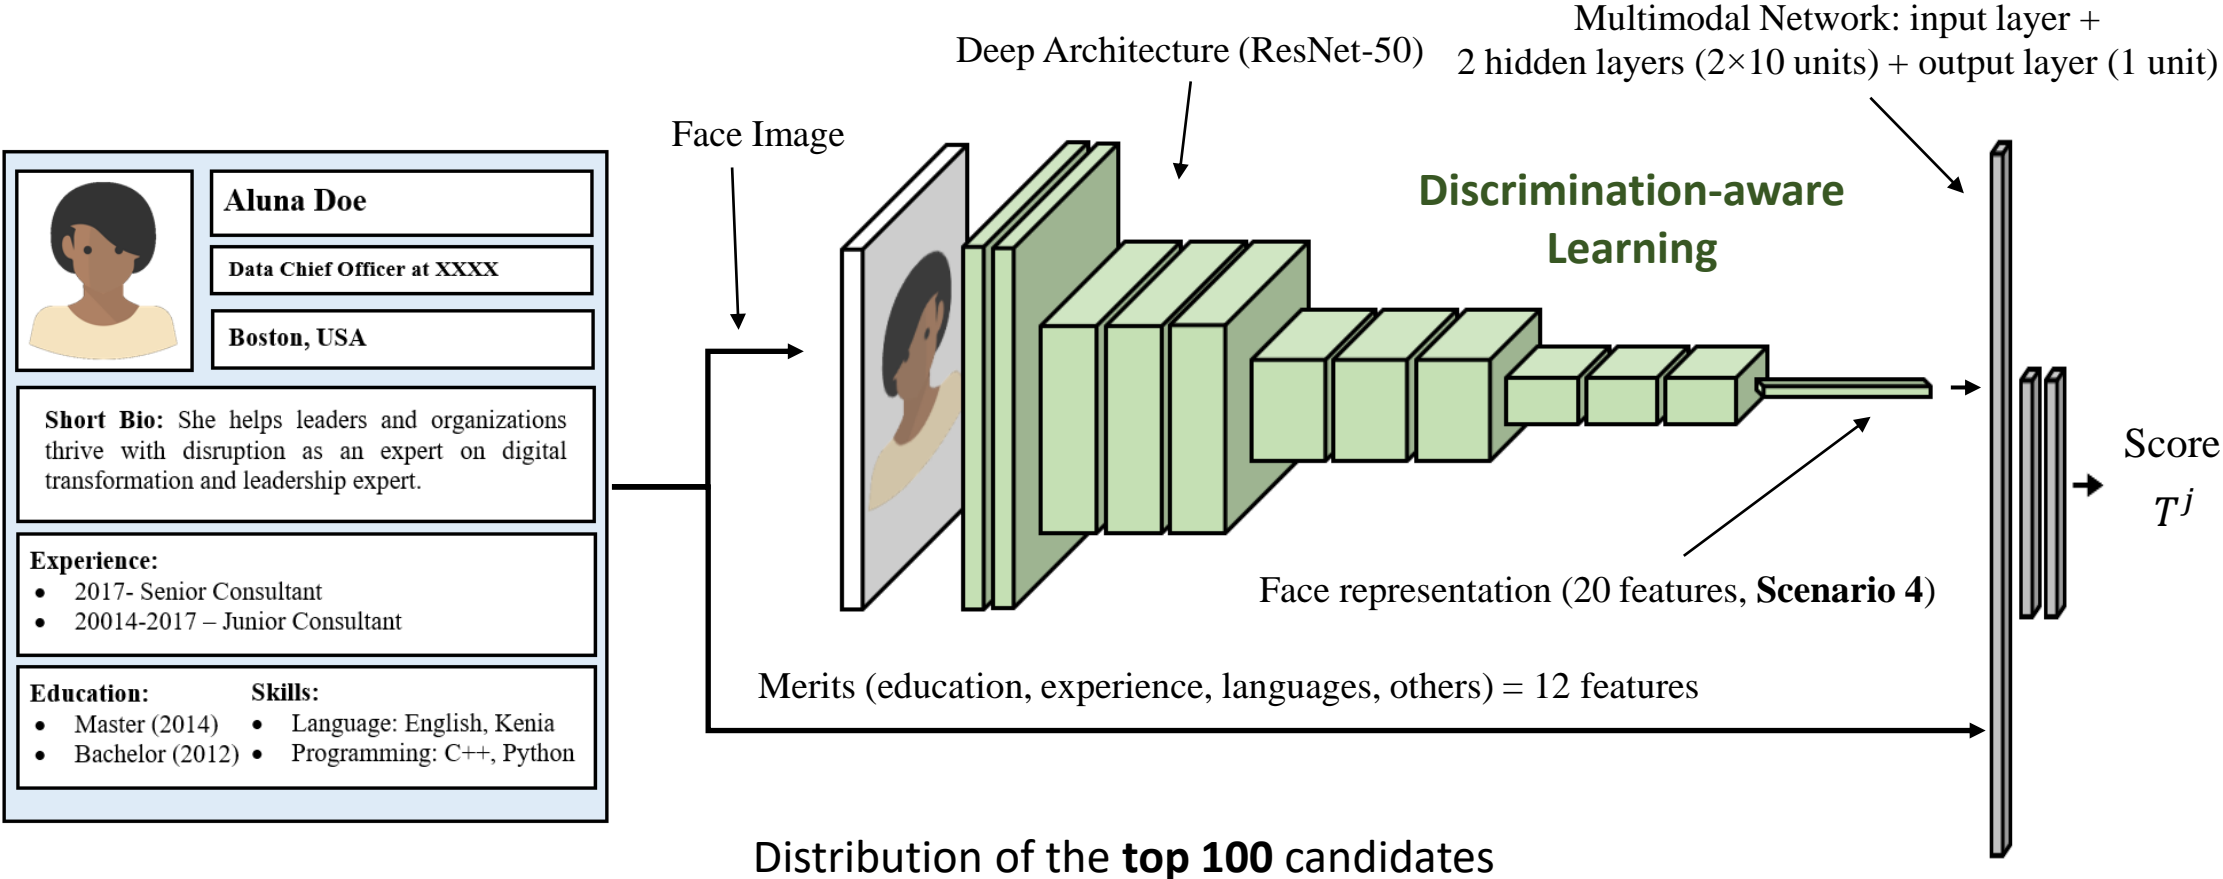 Multimodal Network: input layer +
2 hidden layers (2×10 units) + output layer (1 unit)
Deep Architecture (ResNet-50)
Face Image
Discrimination-aware
Learning
Aluna Doe
Data Chief Officer at XXXX
Boston, USA
Short Bio: She helps leaders and organizations
thrive with disruption as an expert on digital
transformation and leadership expert.
Experience:
• 2017- Senior Consultant
• 20014-2017 – Junior Consultant
Education:
• Master (2014)
• Bachelor (2012)
Skills:
• Language: English, Kenia
• Programming: C++, Python
Face representation (20 features, Scenario 4)
Merits (education, experience, languages, others) = 12 features
Score
T^j
Distribution of the top 100 candidates